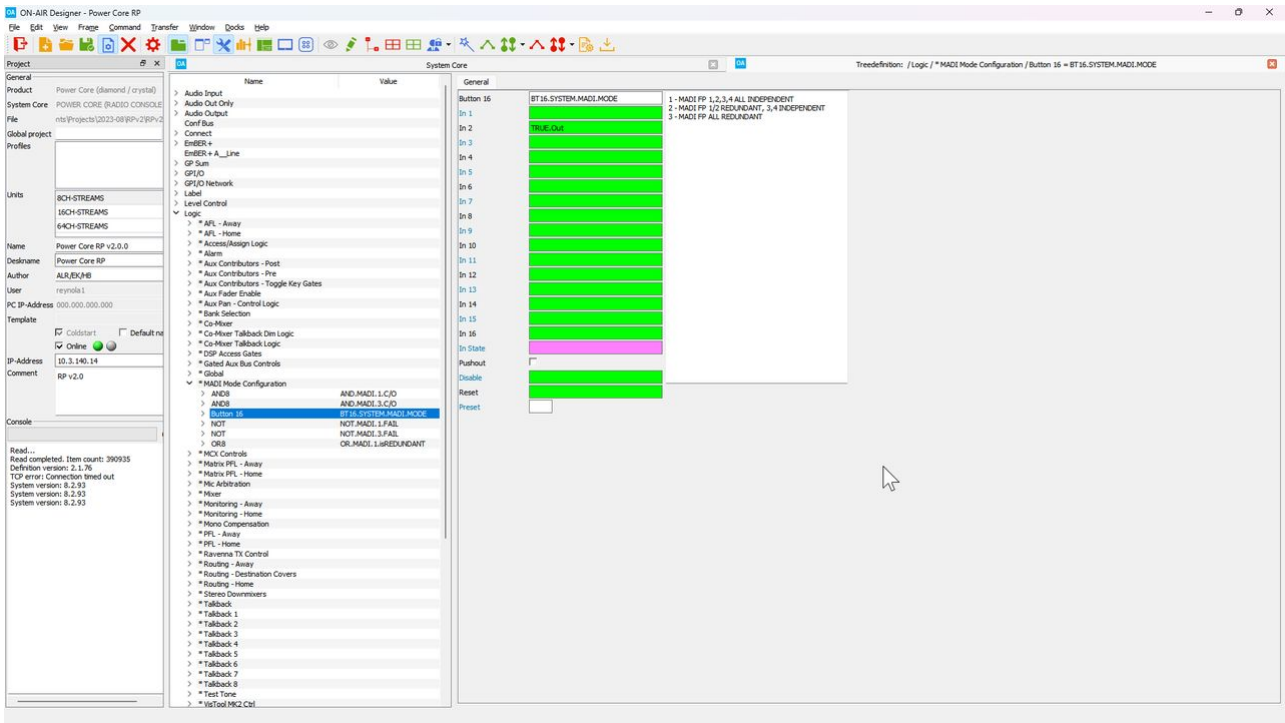 OA ON-AIR Designer - Power Core RP
File Edit View Frame Command Transfer Window Docks Help
Project
General
Product Power Core (diamond / crystal)
System Core POWER CORE (RADIO CONSOLE
File nts\Projects\2023-08\RPv2\RPv2
Global project
Profiles
Units
8CH-STREAMS
16CH-STREAMS
64CH-STREAMS
Name Power Core RP v2.0.0
Deskname Power Core RP
Author ALR/EK/HB
User reynola1
PC IP-Address 000.000.000.000
Template
Coldstart Default na
Online
IP-Address 10.3.140.14
Comment RP v2.0
Console
Read...
Read completed. Item count: 390935
Definition version: 2.1.76
TCP error: Connection timed out
System version: 8.2.93
System version: 8.2.93
System version: 8.2.93
OA System Core
Name Value
Audio Input
Audio Out Only
Audio Output
Conf Bus
Connect
EmBER+
EmBER+ A__Line
GP Sum
GPI/O
GPI/O Network
Label
Level Control
Logic
* AFL - Away
* AFL - Home
* Access/Assign Logic
* Alarm
* Aux Contributors - Post
* Aux Contributors - Pre
* Aux Contributors - Toggle Key Gates
* Aux Fader Enable
* Aux Pan - Control Logic
* Bank Selection
* Co-Mixer
* Co-Mixer Talkback Dim Logic
* Co-Mixer Talkback Logic
* DSP Access Gates
* Gated Aux Bus Controls
* Global
* MADI Mode Configuration
AND8 AND.MADI.1.C/O
AND8 AND.MADI.3.C/O
Button 16 BT16.SYSTEM.MADI.MODE
NOT NOT.MADI.1.FAIL
NOT NOT.MADI.3.FAIL
OR8 OR.MADI.1.isREDUNDANT
* MCX Controls
* Matrix PFL - Away
* Matrix PFL - Home
* Mic Arbitration
* Mixer
* Monitoring - Away
* Monitoring - Home
* Mono Compensation
* PFL - Away
* PFL - Home
* Ravenna TX Control
* Routing - Away
* Routing - Destination Covers
* Routing - Home
* Stereo Downmixers
* Talkback
* Talkback 1
* Talkback 2
* Talkback 3
* Talkback 4
* Talkback 5
* Talkback 6
* Talkback 7
* Talkback 8
* Test Tone
* VisTool MK2 Ctrl
OA Treedefinition: / Logic / * MADI Mode Configuration / Button 16 = BT16.SYSTEM.MADI.MODE
General
Button 16 BT16.SYSTEM.MADI.MODE
In 1
In 2 TRUE.Out
In 3
In 4
In 5
In 6
In 7
In 8
In 9
In 10
In 11
In 12
In 13
In 14
In 15
In 16
In State
Pushout
Disable
Reset
Preset
1 - MADI FP 1,2,3,4 ALL INDEPENDENT
2 - MADI FP 1/2 REDUNDANT, 3,4 INDEPENDENT
3 - MADI FP ALL REDUNDANT